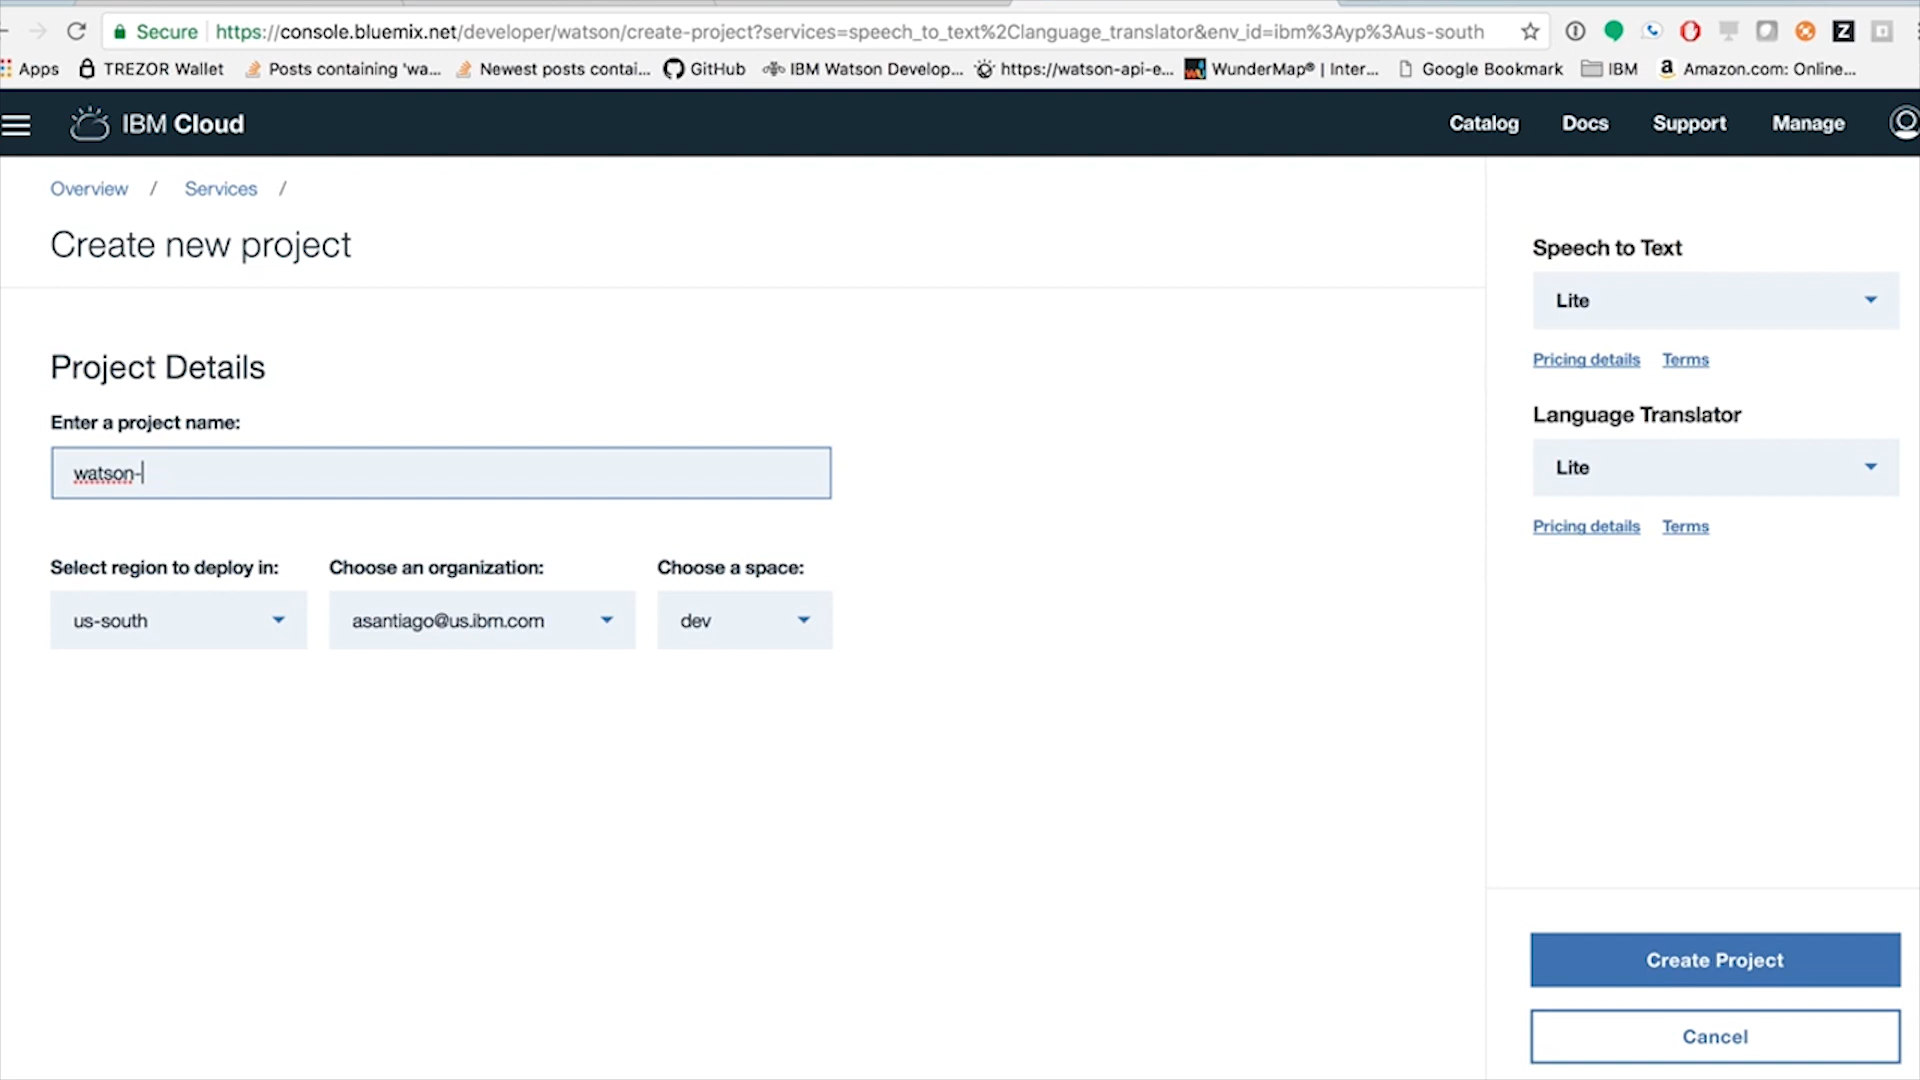 Secure https://console.bluemix.net/developer/watson/create-project?services=speech_to_text%2Clanguage_translator&env_id=ibm%3Ayp%3Aus-south
Apps TREZOR Wallet Posts containing 'wa... Newest posts contai... GitHub IBM Watson Develop... https://watson-api-e... WunderMap® | Inter... Google Bookmark IBM Amazon.com: Online...
IBM Cloud Catalog Docs Support Manage
Overview / Services /
Create new project
Project Details
Enter a project name:
watson-
Select region to deploy in: Choose an organization: Choose a space:
us-south asantiago@us.ibm.com dev
Speech to Text
Lite
Pricing details Terms
Language Translator
Lite
Pricing details Terms
Create Project
Cancel